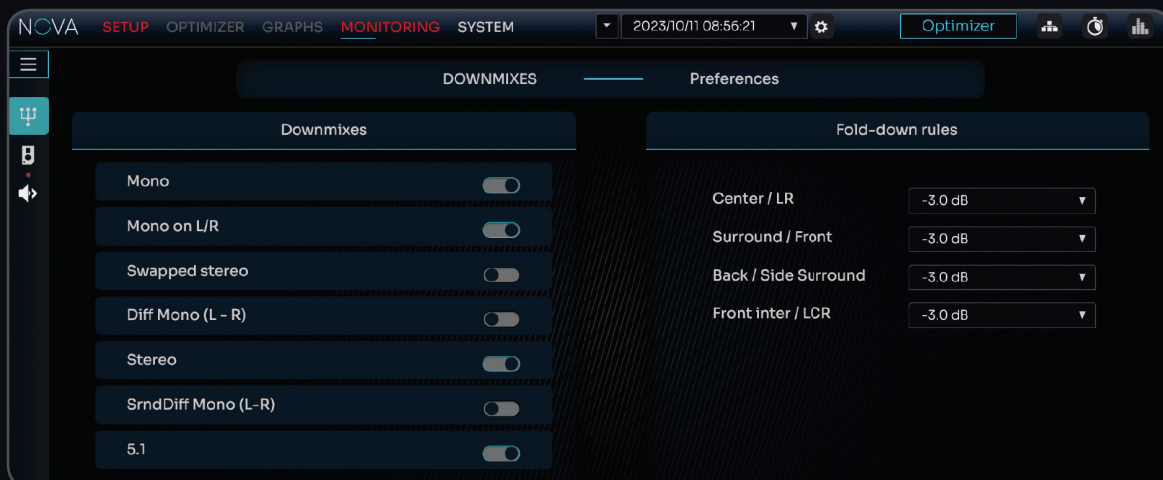 NOVA SETUP OPTIMIZER GRAPHS MONITORING SYSTEM 2023/10/11 08:56:21 Optimizer
DOWNMIXES Preferences
Downmixes
Mono
Mono on L/R
Swapped stereo
Diff Mono (L - R)
Stereo
SrndDiff Mono (L-R)
5.1
Fold-down rules
Center / LR -3.0 dB
Surround / Front -3.0 dB
Back / Side Surround -3.0 dB
Front inter / LCR -3.0 dB